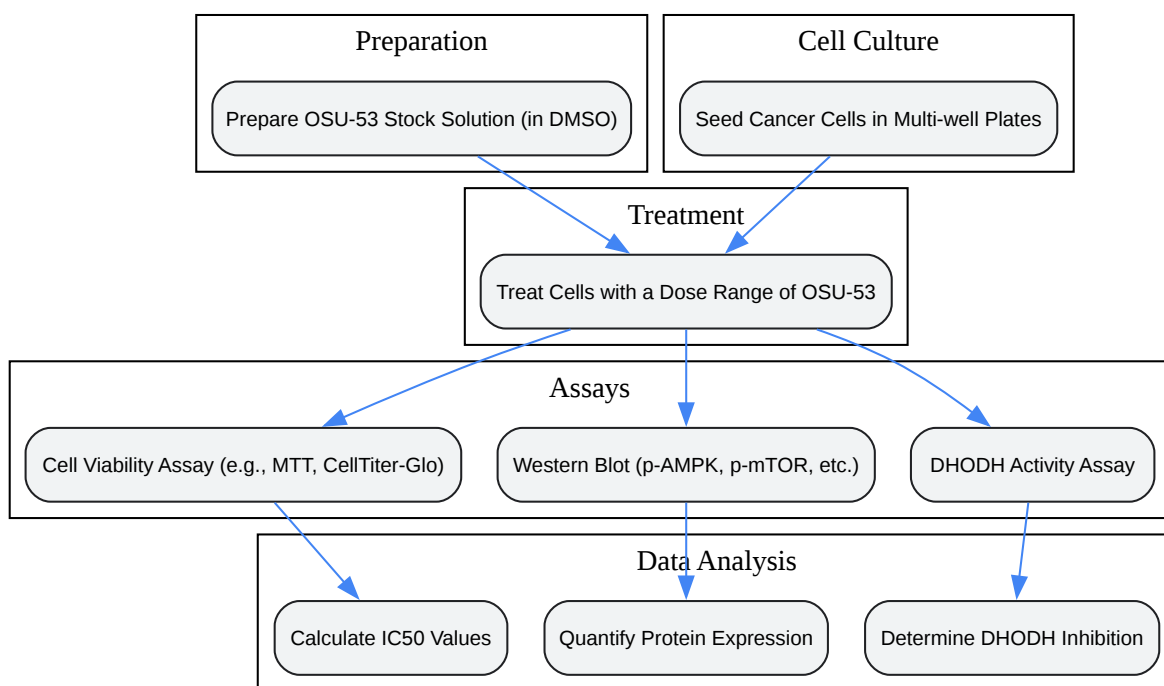 Preparation
Cell Culture
Prepare OSU-53 Stock Solution (in DMSO)
Seed Cancer Cells in Multi-well Plates
Treatment
Treat Cells with a Dose Range of OSU-53
Assays
Cell Viability Assay (e.g., MTT, CellTiter-Glo)
Western Blot (p-AMPK, p-mTOR, etc.)
DHODH Activity Assay
Data Analysis
Calculate IC50 Values
Quantify Protein Expression
Determine DHODH Inhibition